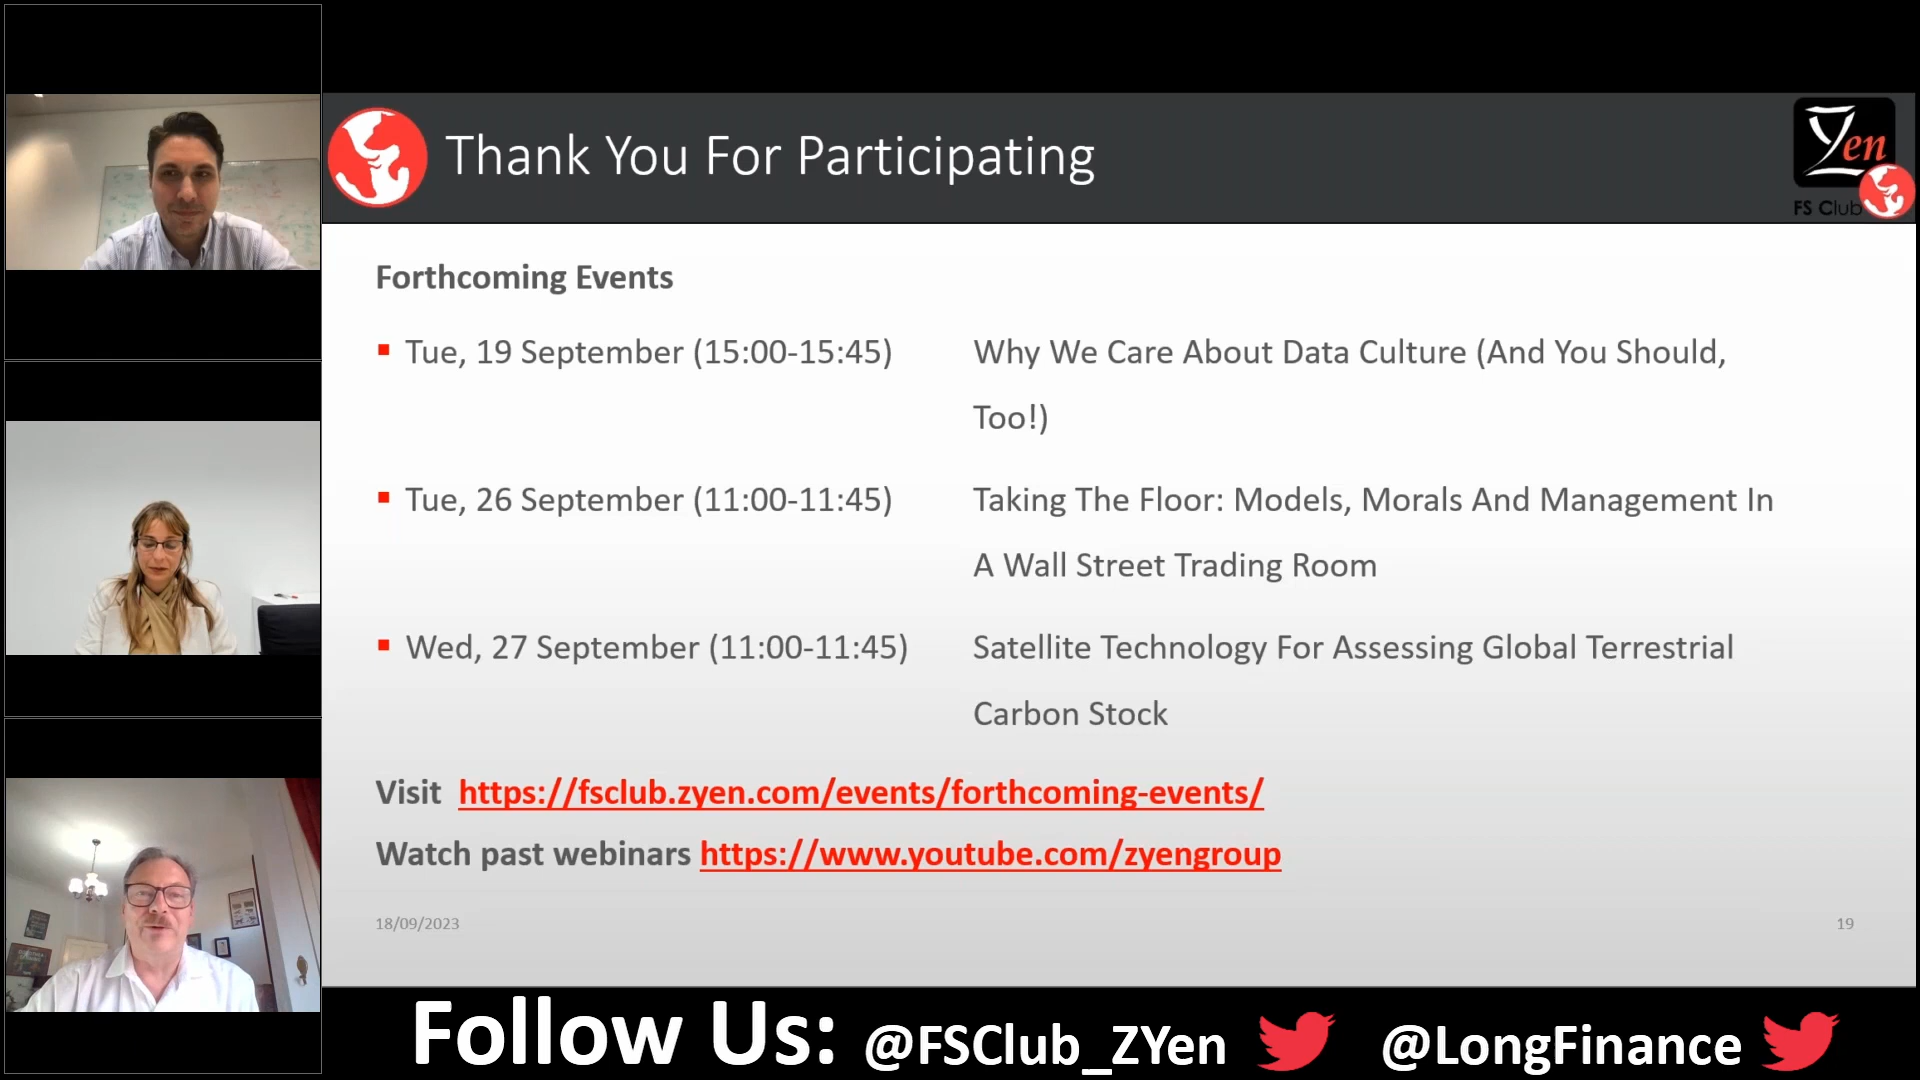 Thank You For Participating
Zen
FS Club
Forthcoming Events
Tue, 19 September (15:00-15:45) Why We Care About Data Culture (And You Should,
Too!)
Tue, 26 September (11:00-11:45) Taking The Floor: Models, Morals And Management In
A Wall Street Trading Room
Wed, 27 September (11:00-11:45) Satellite Technology For Assessing Global Terrestrial
Carbon Stock
Visit https://fsclub.zyen.com/events/forthcoming-events/
Watch past webinars https://www.youtube.com/zyengroup
18/09/2023 19
Follow Us: @FSClub_ZYen @LongFinance